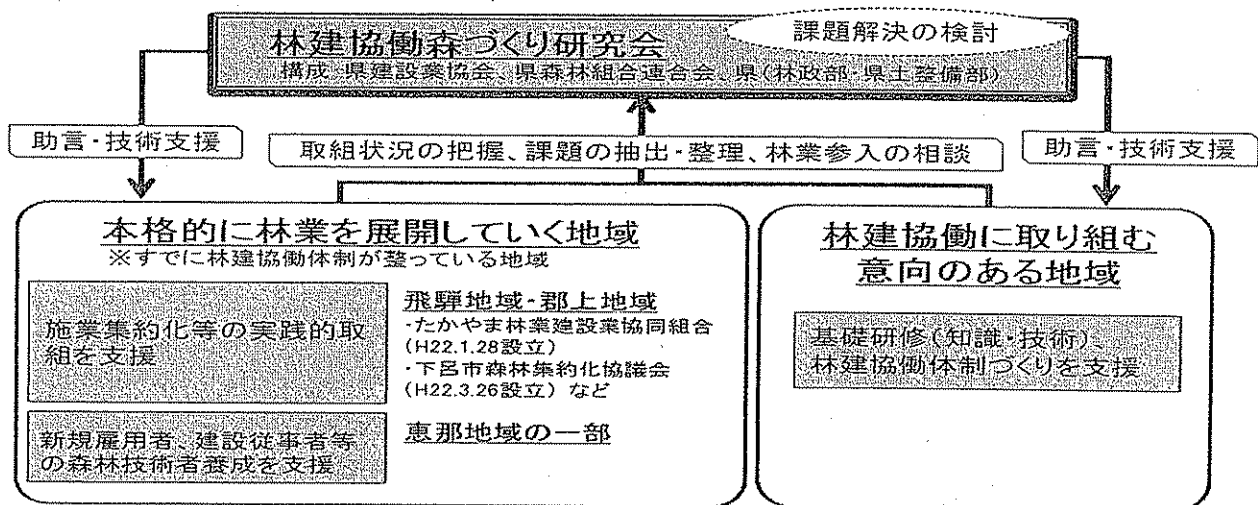 林建協働森づくり研究会
課題解決の検討
構成:県建設業協会、県森林組合連合会、県(林政部・県土整備部)
助言・技術支援
取組状況の把握、課題の抽出・整理、林業参入の相談
助言・技術支援
本格的に林業を展開していく地域
※すでに林建協働体制が整っている地域
施業集約化等の実践的取
組を支援
新規雇用者、建設従事者等
の森林技術者養成を支援
飛騨地域・郡上地域
・たかやま林業建設業協同組合
(H22.1.28設立)
・下呂市森林集約化協議会
(H22.3.26設立)など
恵那地域の一部
林建協働に取り組む
意向のある地域
基礎研修(知識・技術)、
林建協働体制づくりを支援